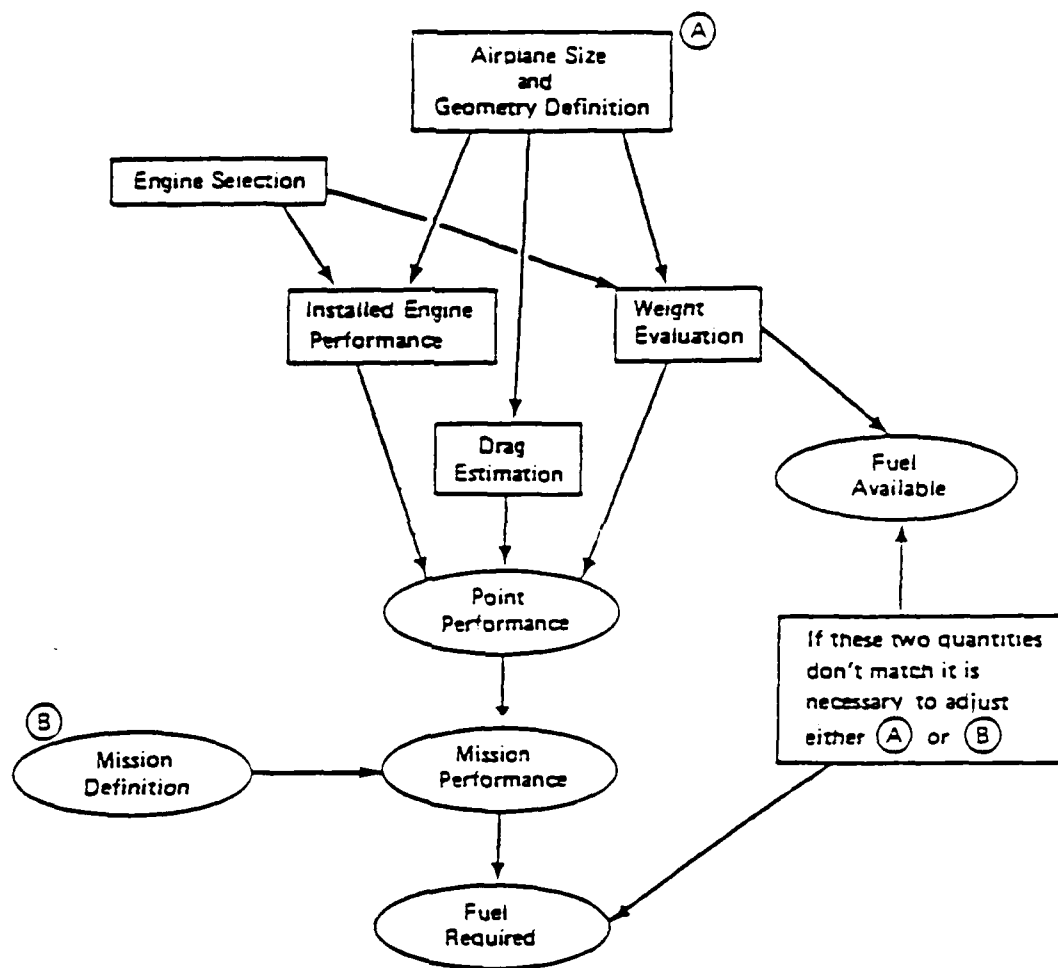 A
Airplane Size
and
Geometry Definition
Engine Selection
Installed Engine
Performance
Weight
Evaluation
Drag
Estimation
Fuel
Available
Point
Performance
If these two quantities
don't match it is
necessary to adjust
either A or B
B
Mission
Definition
Mission
Performance
Fuel
Required